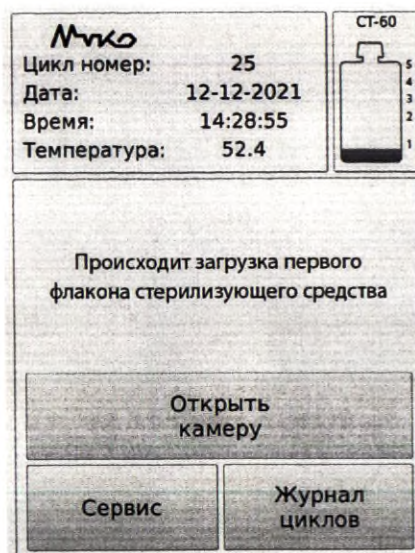 Мико
Цикл номер: 25
Дата: 12-12-2021
Время: 14:28:55
Температура: 52.4
СТ-60
5
4
3
2
1
Происходит загрузка первого
флакона стерилизующего средства
Открыть
камеру
Сервис
Журнал
циклов